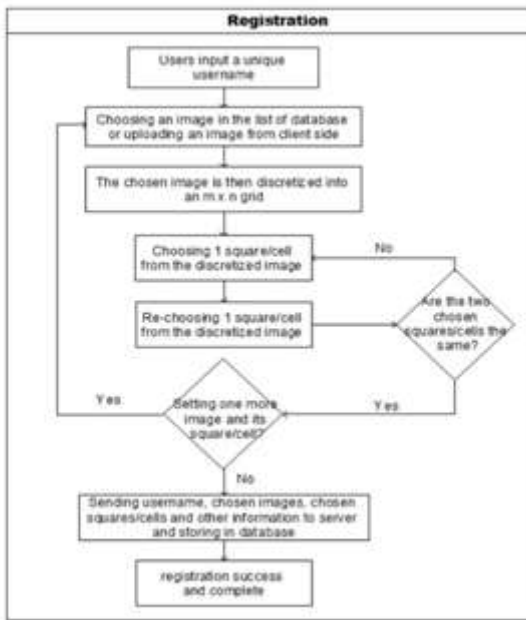 Registration
Users input a unique
username
Choosing an image in the list of database
or uploading an image from client side
The chosen image is then discretized into
an m x n grid
No
Choosing 1 square/cell
from the discretized image
Re-choosing 1 square/cell
from the discretized image
Are the two
chosen
squares/cells the
same?
Yes
Setting one more
image and its
square/cell?
Yes
No
Sending username, chosen images, chosen
squares/cells and other information to server
and storing in database
registration success
and complete